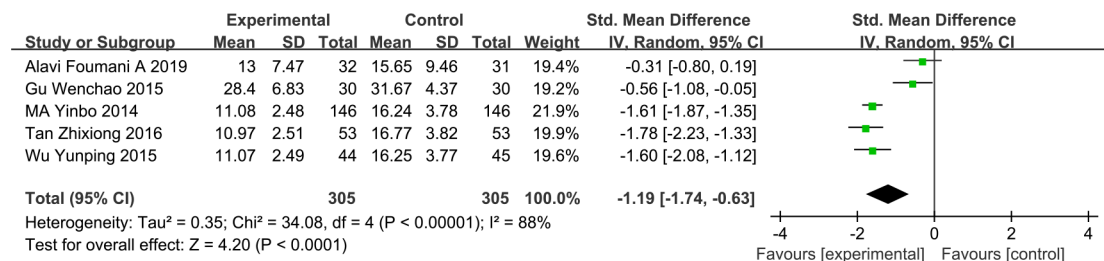 Experimental Control Std. Mean Difference Std. Mean Difference
Study or Subgroup Mean SD Total Mean SD Total Weight IV, Random, 95% CI IV, Random, 95% CI
Alavi Foumani A 2019 13 7.47 32 15.65 9.46 31 19.4% -0.31 [-0.80, 0.19]
Gu Wenchao 2015 28.4 6.83 30 31.67 4.37 30 19.2% -0.56 [-1.08, -0.05]
MA Yinbo 2014 11.08 2.48 146 16.24 3.78 146 21.9% -1.61 [-1.87, -1.35]
Tan Zhixiong 2016 10.97 2.51 53 16.77 3.82 53 19.9% -1.78 [-2.23, -1.33]
Wu Yunping 2015 11.07 2.49 44 16.25 3.77 45 19.6% -1.60 [-2.08, -1.12]
Total (95% CI) 305 305 100.0% -1.19 [-1.74, -0.63]
Heterogeneity: Tau² = 0.35; Chi² = 34.08, df = 4 (P < 0.00001); I² = 88%
Test for overall effect: Z = 4.20 (P < 0.0001)
-4 -2 0 2 4
Favours [experimental] Favours [control]